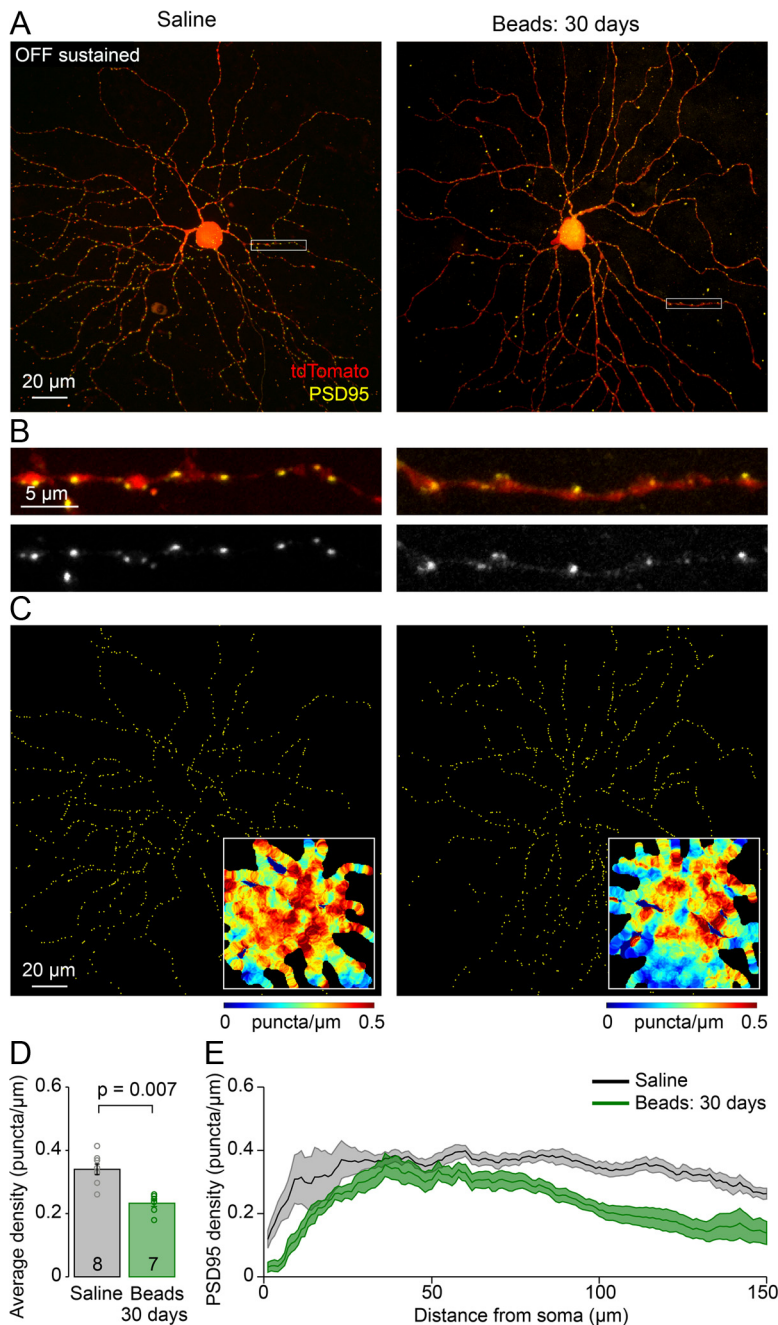 A
Saline
Beads: 30 days
OFF sustained
tdTomato
PSD95
20 µm
B
5 µm
C
20 µm
0 puncta/µm 0.5
0 puncta/µm 0.5
D
Average density (puncta/µm)
0.6
0.4
0.2
0
p = 0.007
8
7
Saline
Beads
30 days
E
PSD95 density (puncta/µm)
0.6
0.4
0.2
0
Saline
Beads: 30 days
0
50
100
150
Distance from soma (µm)